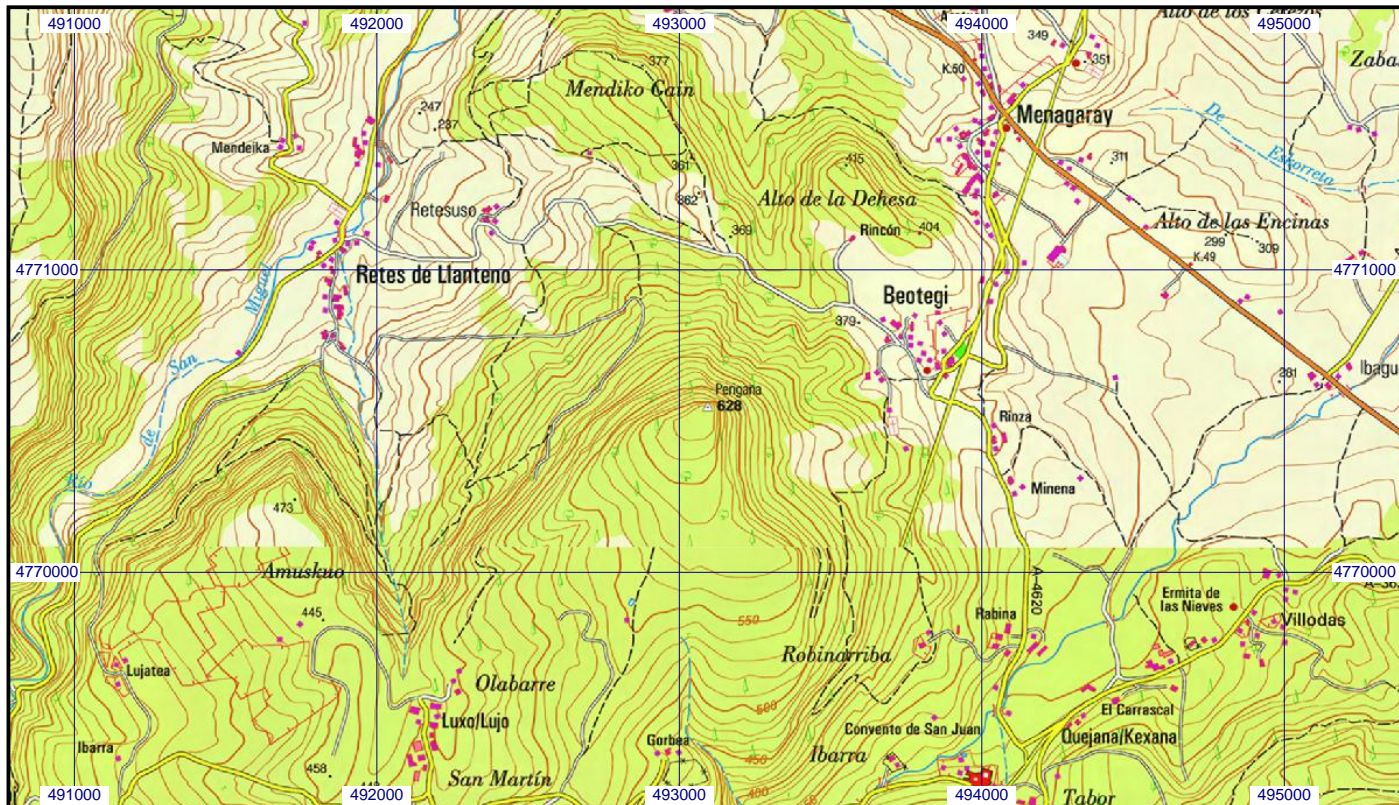 491000
492000
493000
494000
495000
349
351
377
K.50
Zaba
Mendiko Gain
247
237
Menagaray
De
Eskorreta
Mendeika
361
415
311
362
Retesuso
Alto de la Dehesa
369
Rincón
404
Alto de las Encinas
299
309
K.49
4771000
4771000
Retes de Llanteno
Miguel
Beotegi
379
San
281
Ibagu
Perigaña
628
de
Rinza
Río
Minena
473
4770000
4770000
Amuskuo
A-4620
Ermita de
las Nieves
445
550
Rabina
Villodas
Robinarriba
Lujatea
Olabarre
500
El Carrascal
Luxo/Lujo
Convento de San Juan
Quejana/Kexana
Ibarra
Gorbea
Ibarra
450
458
San Martín
400
Tabor
491000
492000
493000
494000
495000